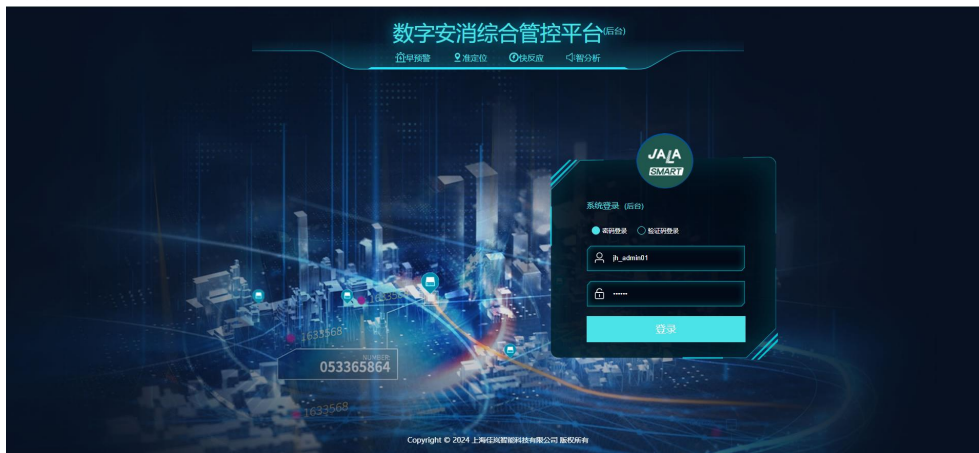 数字安消综合管控平台(后台)
早预警 准定位 快反应 智分析
JALA
SMART
系统登录 (后台)
密码登录 验证码登录
jh_admin01
••••••
登录
1633568
NUMBER:
053365864
1633568
Copyright © 2024 上海佳岚智能科技有限公司 版权所有